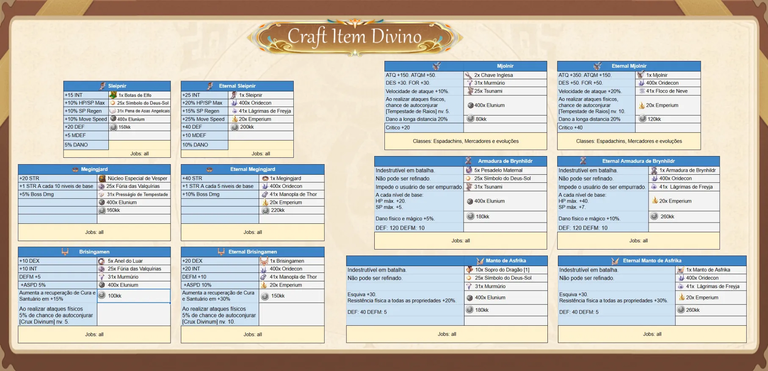 Craft Item Divino
Sleipnir
+15 INT
1x Botas de Elfo
+10% HP/SP Max
25x Símbolo do Deus-Sol
+10% SP Regen
31x Pena de Asas Angelicais
+10% Move Speed
400x Elunium
+20 DEF
150kk
+5 MDEF
5% DANO
Jobs: all
Eternal Sleipnir
+25 INT
1x Sleipnir
+20% HP/SP Max
400x Oridecon
+15% SP Regen
41x Lágrimas de Freyja
+25% Move Speed
20x Emperium
+40 DEF
200kk
+10 MDEF
10% DANO
Jobs: all
Megingjard
+20 STR
Núcleo Especial de Vesper
+1 STR A cada 10 niveis de base
25x Fúria das Valquírias
+5% Boss Dmg
31x Presságio de Tempestade
400x Elunium
160kk
Jobs: all
Eternal Megingjard
+40 STR
1x Megingjard
+1 STR A cada 5 niveis de base
400x Oridecon
+10% Boss Dmg
41x Manopla de Thor
20x Emperium
220kk
Jobs: all
Brisingamen
+10 DEX
5x Anel do Luar
+10 INT
25x Fúria das Valquírias
DEFM +5
31x Murmúrio
+ASPD 5%
400x Elunium
Aumenta a recuperação de Cura e
Santuário em +15%
100kk
Ao realizar ataques físicos
5% de chance de autoconjurar
[Crux Divinum] nv. 5.
Jobs: all
Eternal Brisingamen
+20 DEX
1x Brisingamen
+20 INT
400x Oridecon
41x Manopla de Thor
+ASPD 10%
20x Emperium
Aumenta a recuperação de Cura e
Santuário em +30%
150kk
Ao realizar ataques físicos
5% de chance de autoconjurar
[Crux Divinum] nv. 10.
Jobs: all
Mjolnir
ATQ +150 ATQM +50.
2x Chave Inglesa
DES +30 FOR +30
31x Murmúrio
Velocidade de ataque +10%.
25x Tsunami
Ao realizar ataques físicos,
chance de autoconjurar
[Tempestade de Raios] nv. 5.
400x Elunium
Dano a longa distância 20%
80kk
Crítico +20
Classes: Espadachins, Mercadores e evoluções
Eternal Mjolnir
ATQ +350. ATQM +150.
1x Mjolnir
DES +50. FOR +50.
400x Oridecon
Velocidade de ataque +20%.
41x Floco de Neve
Ao realizar ataques físicos,
chance de autoconjurar
[Tempestade de Raios] nv. 10.
20x Emperium
Dano a longa distância 20%
120kk
Crítico +40
Classes: Espadachins, Mercadores e evoluções
Armadura de Brynhildr
Indestrutível em batalha.
5x Pesadelo Maternal
Não pode ser refinado.
25x Símbolo do Deus-Sol
Impede o usuário de ser empurrado.
31x Tsunami
A cada nível de base:
HP máx. +20.
SP máx. +5.
400x Elunium
Dano físico e mágico +5%.
180kk
DEF: 120 DEFM: 10
Jobs: all
Eternal Armadura de Brynhildr
Indestrutível em batalha.
1x Armadura de Brynhildr
Não pode ser refinado.
400x Oridecon
Impede o usuário de ser empurrado.
41x Lágrimas de Freyja
A cada nível de base:
HP máx. +40.
SP máx. +7.
20x Emperium
Dano físico e mágico +10%.
260kk
DEF: 120 DEFM: 10
Jobs: all
Manto de Asfrika
Indestrutível em batalha.
10x Sopro do Dragão [1]
Não pode ser refinado.
25x Símbolo do Deus-Sol
31x Murmúrio
Esquiva +30
Resistência física a todas as propriedades +20%.
400x Elunium
DEF: 40 DEFM: 5
180kk
Jobs: all
Eternal Manto de Asfrika
Indestrutível em batalha.
1x Manto de Asfrika
Não pode ser refinado.
400x Oridecon
41x Lágrimas de Freyja
Esquiva +30
Resistência física a todas as propriedades +30%.
20x Emperium
DEF: 40 DEFM: 5
260kk
Jobs: all